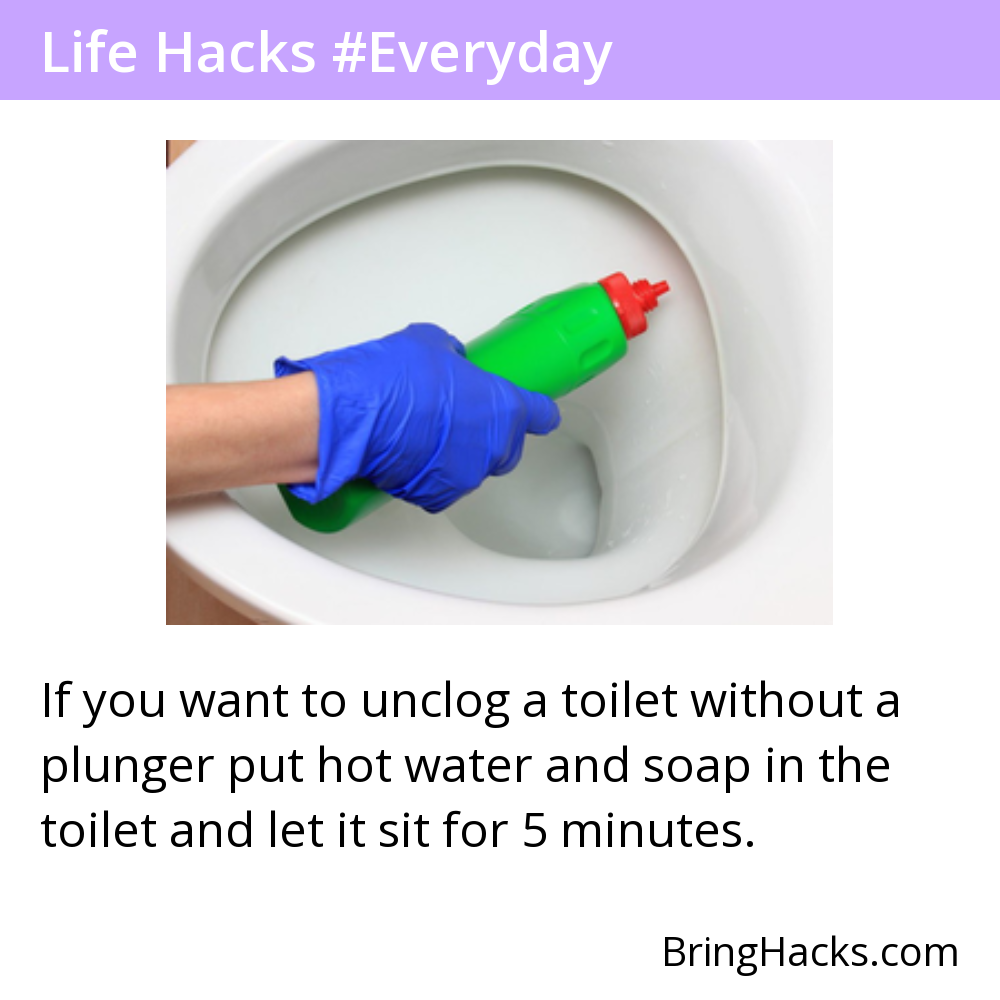 Life Hacks #Everyday
If you want to unclog a toilet without a
plunger put hot water and soap in the
toilet and let it sit for 5 minutes.
BringHacks.com